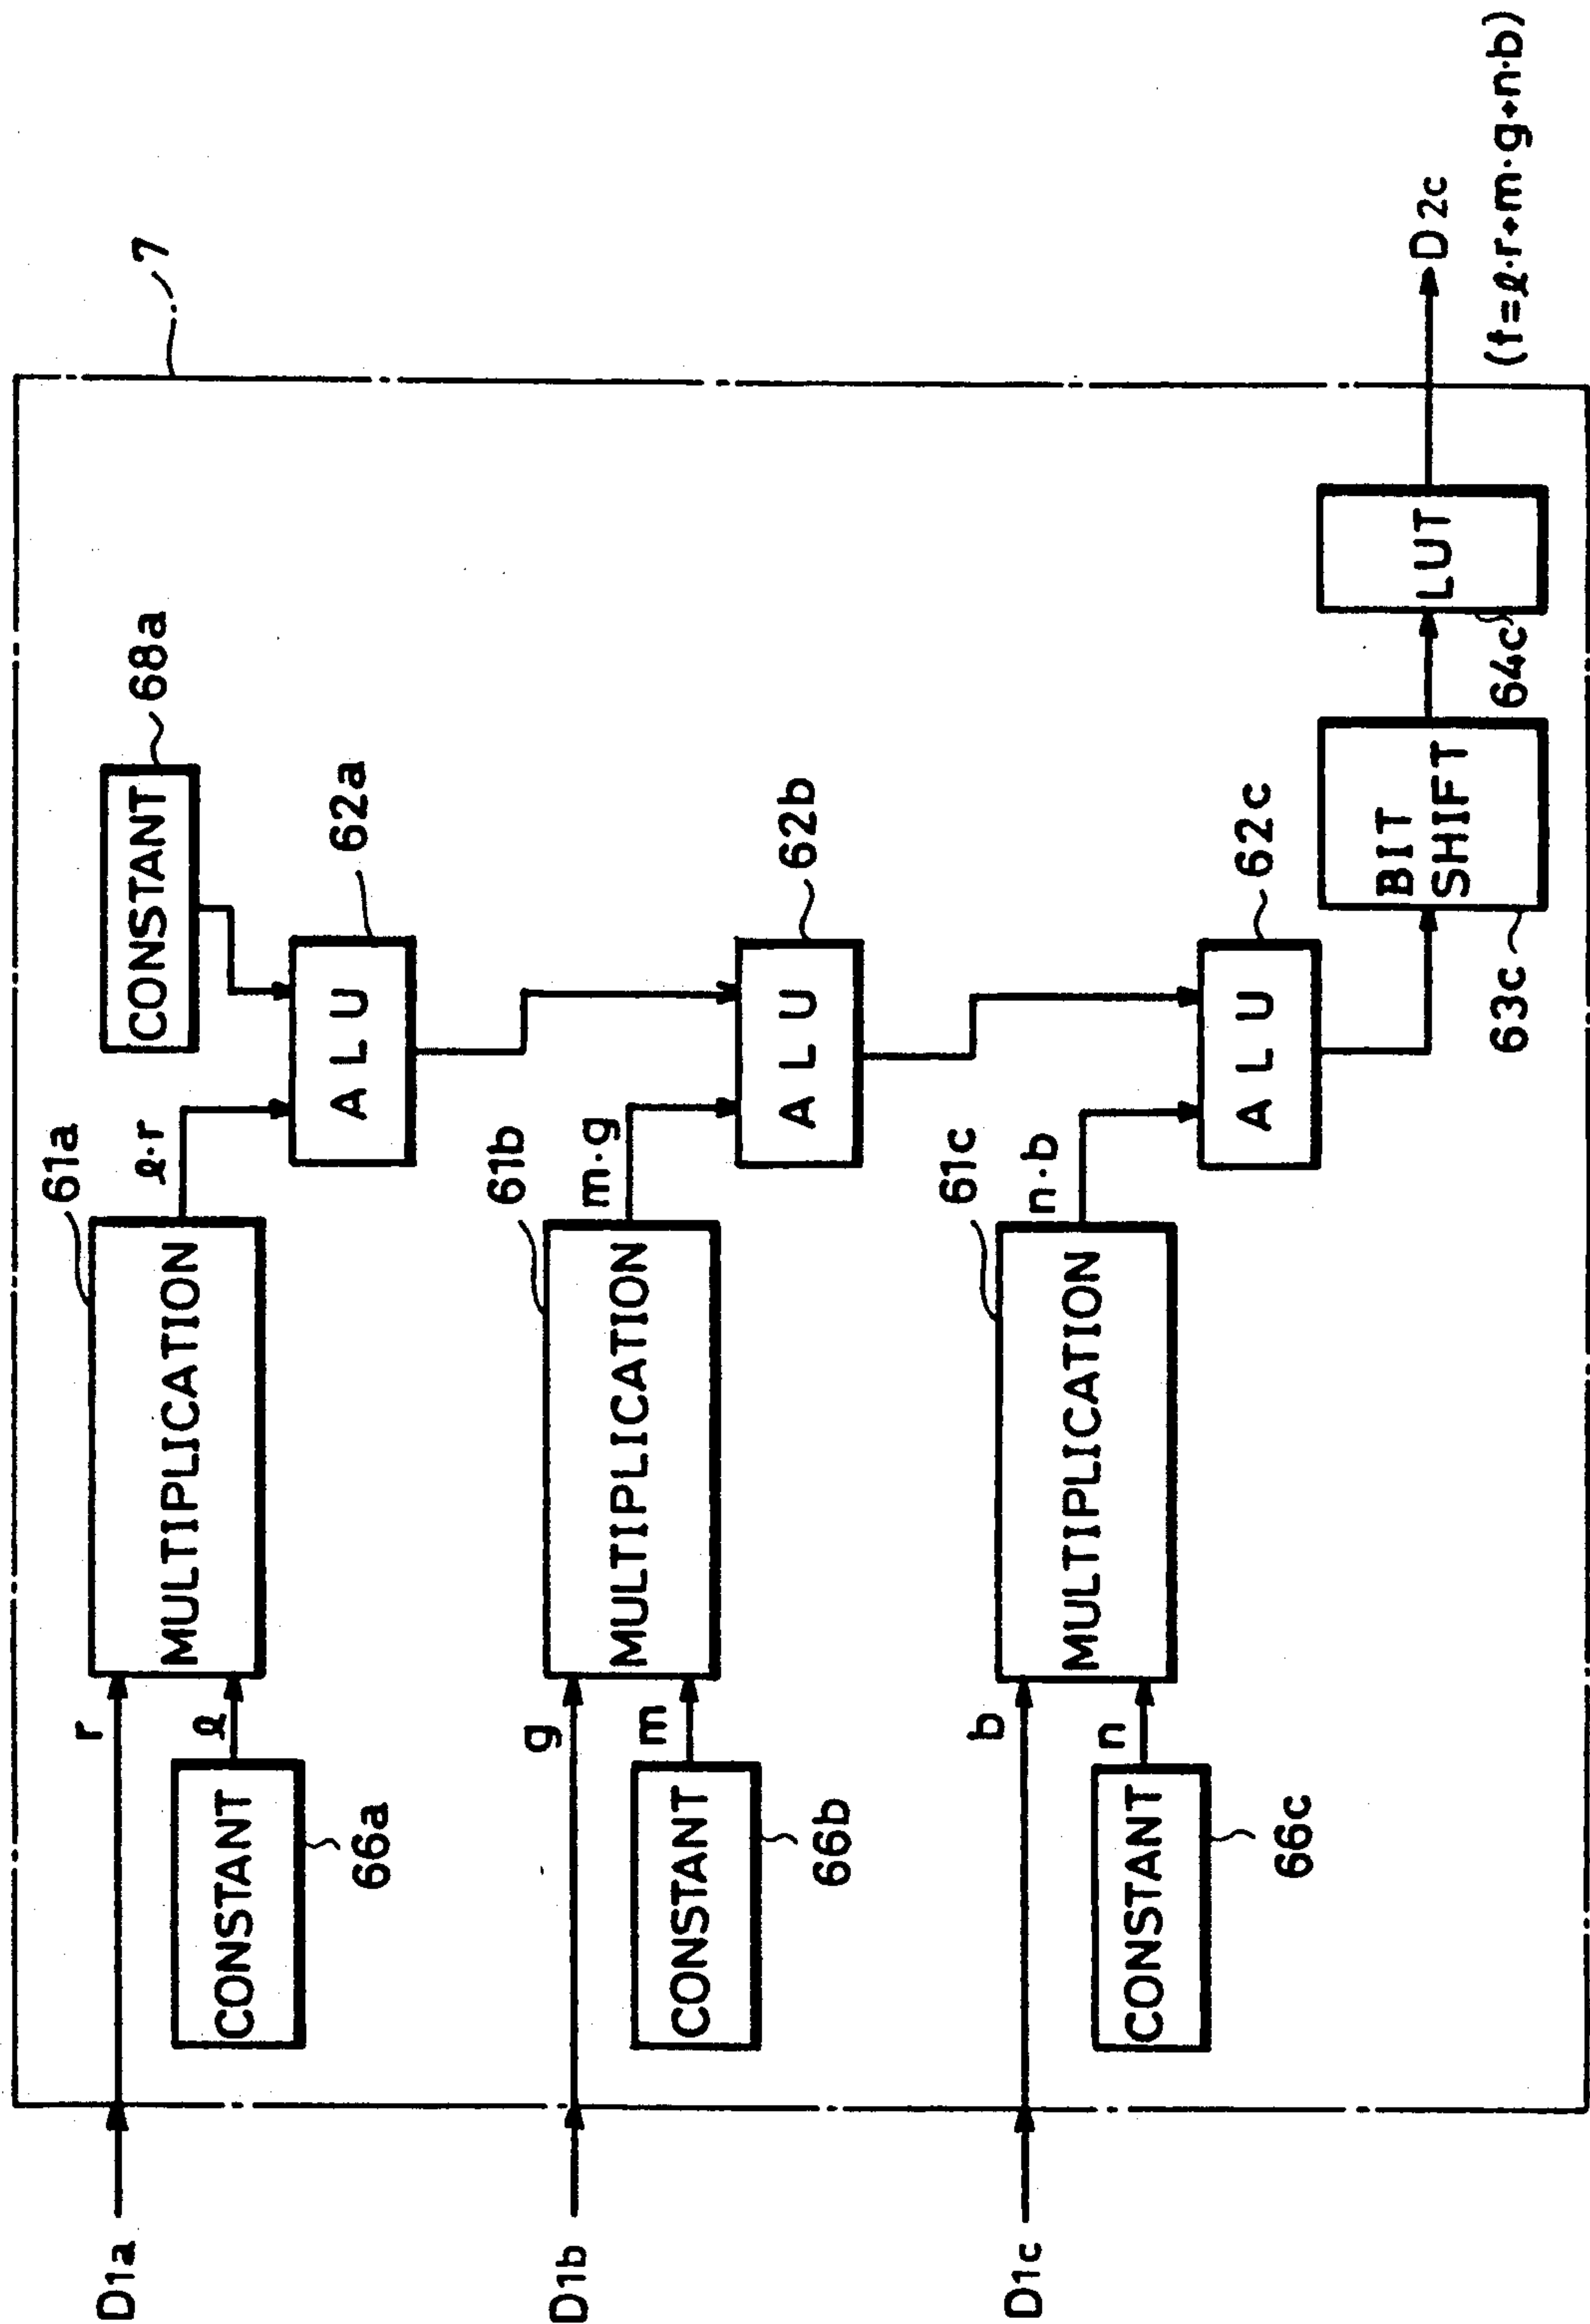 7
D1a
r
CONSTANT
66a
ℓ
MULTIPLICATION
61a
ℓ·r
CONSTANT
68a
ALU
62a
D1b
g
CONSTANT
66b
m
MULTIPLICATION
61b
m·g
ALU
62b
D1c
b
CONSTANT
66c
n
MULTIPLICATION
61c
n·b
ALU
62c
BIT
SHIFT
63c
LUT
64c
D2c
(t=ℓ·r+m·g+n·b)